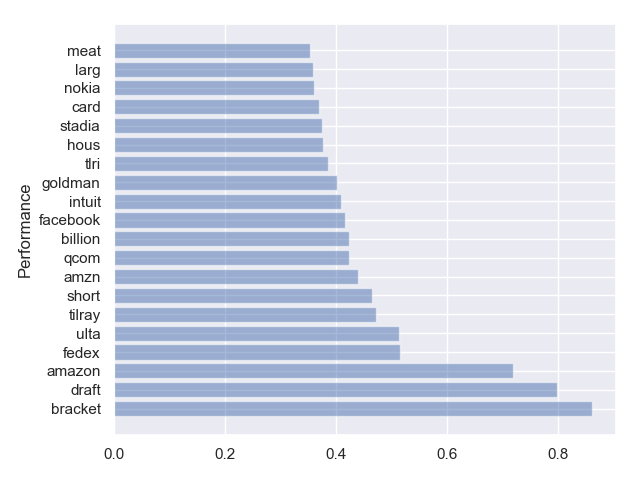 meat
larg
nokia
card
stadia
hous
tlri
goldman
intuit
facebook
billion
qcom
amzn
short
tilray
ulta
fedex
amazon
draft
bracket
Performance
0.0 0.2 0.4 0.6 0.8